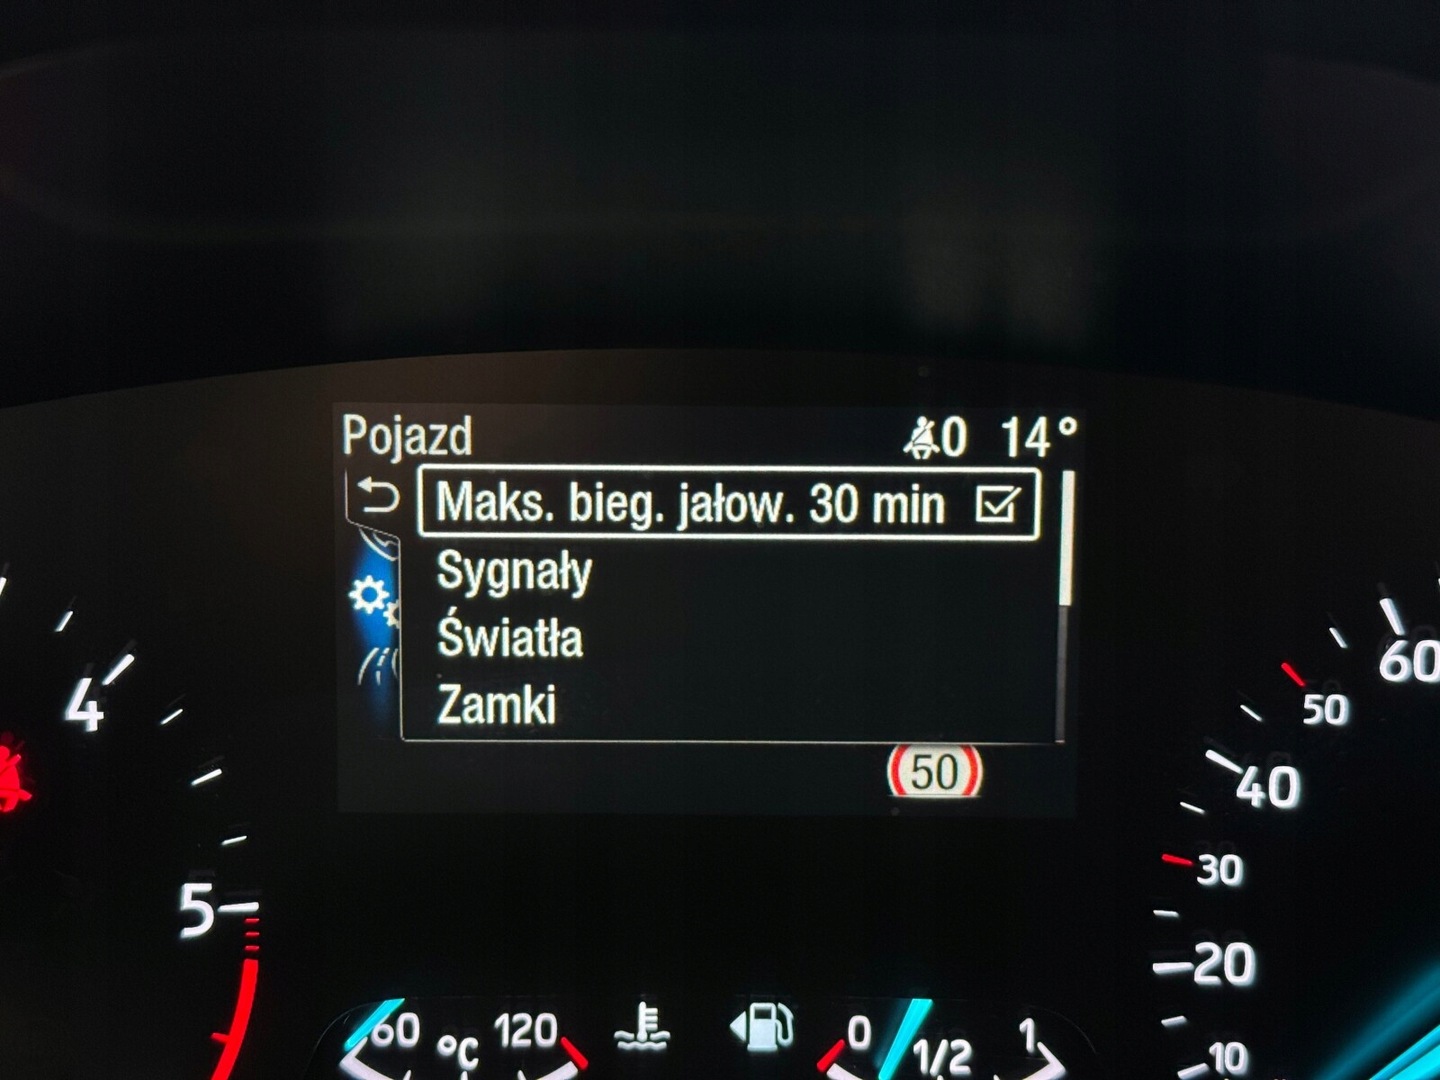 Pojazd 0 14°
Maks. bieg. jałow. 30 min
Sygnały
Światła
Zamki
50
4
5
60
50
40
30
20
10
60 °C 120
0 1/2 1